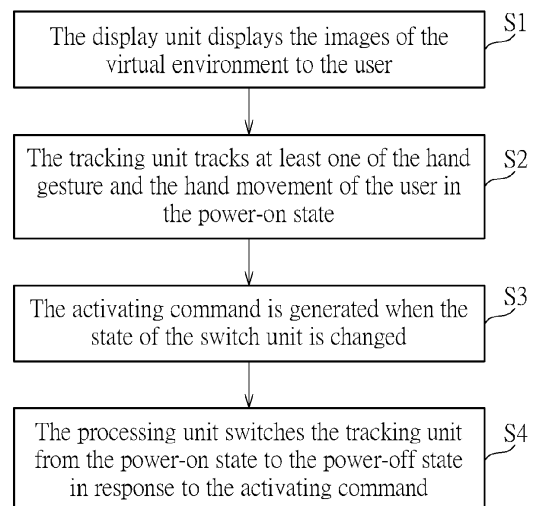 S1
The display unit displays the images of the
virtual environment to the user
S2
The tracking unit tracks at least one of the hand
gesture and the hand movement of the user in
the power-on state
S3
The activating command is generated when the
state of the switch unit is changed
S4
The processing unit switches the tracking unit
from the power-on state to the power-off state
in response to the activating command